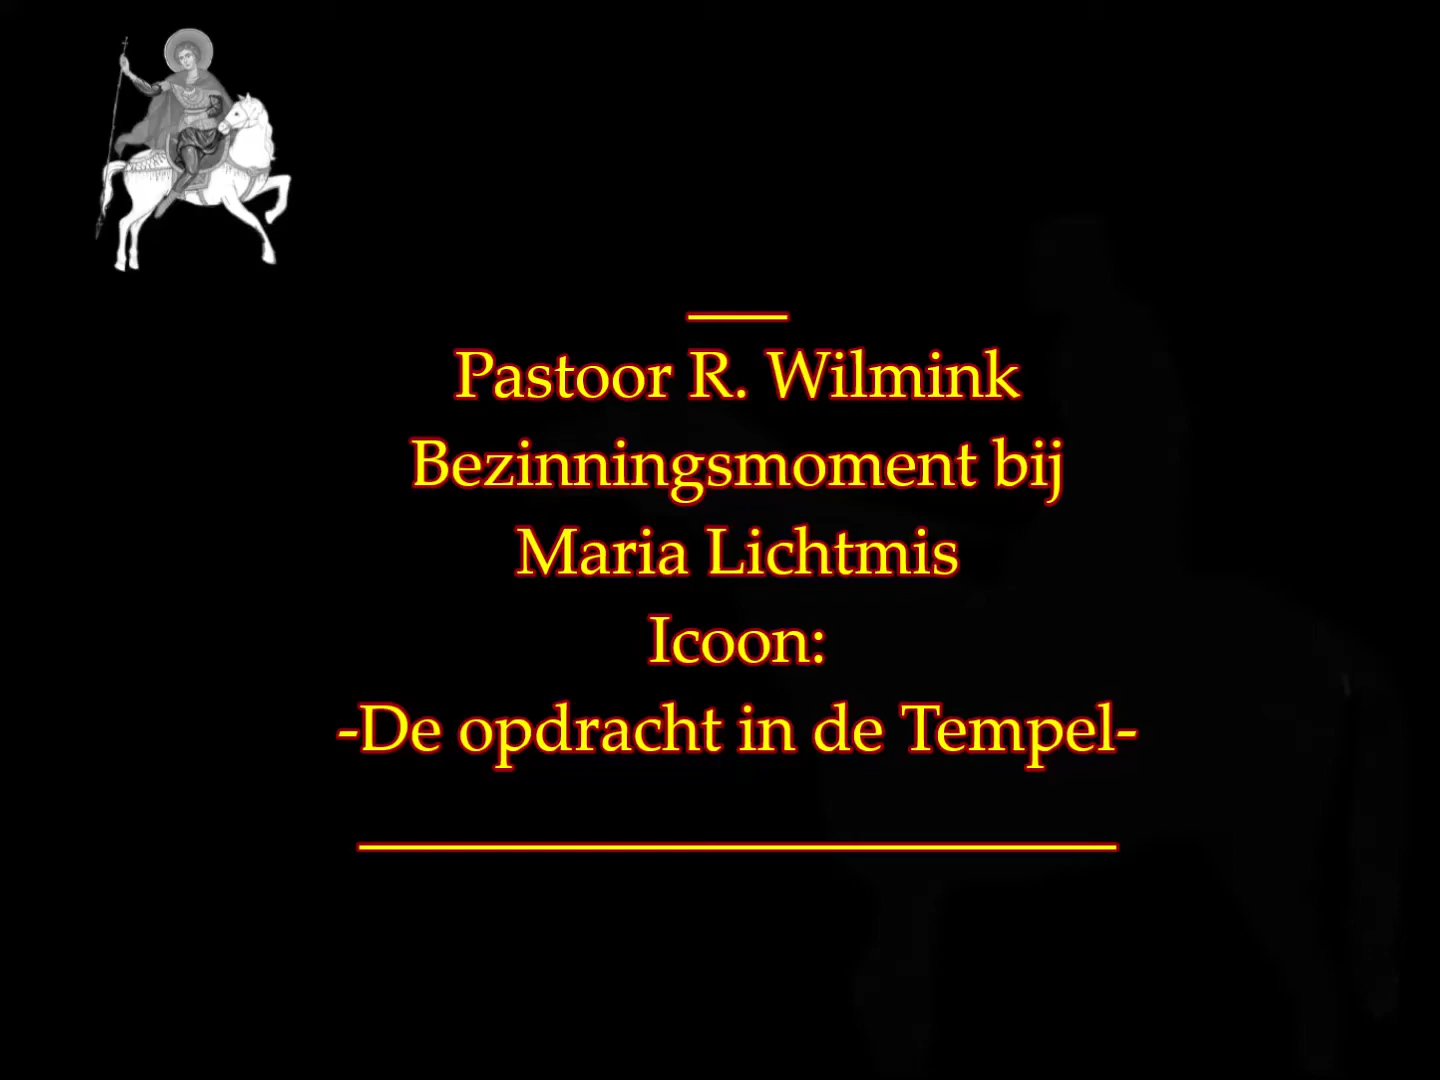 Pastoor R. Wilmink
Bezinningsmoment bij
Maria Lichtmis
Icoon:
-De opdracht in de Tempel-